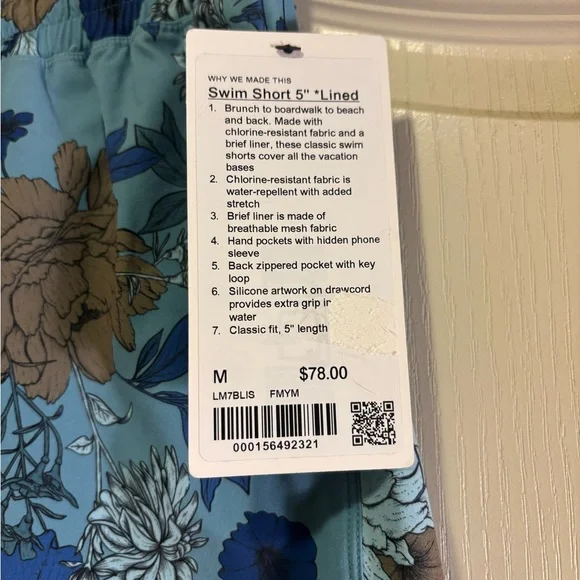 WHY WE MADE THIS
Swim Short 5" *Lined
1. Brunch to boardwalk to beach
and back. Made with
chlorine-resistant fabric and a
brief liner, these classic swim
shorts cover all the vacation
bases
2. Chlorine-resistant fabric is
water-repellent with added
stretch
3. Brief liner is made of
breathable mesh fabric
4. Hand pockets with hidden phone
sleeve
5. Back zippered pocket with key
loop
6. Silicone artwork on drawcord
provides extra grip in
water
7. Classic fit, 5" length
M $78.00
LM7BLIS FMYM
000156492321